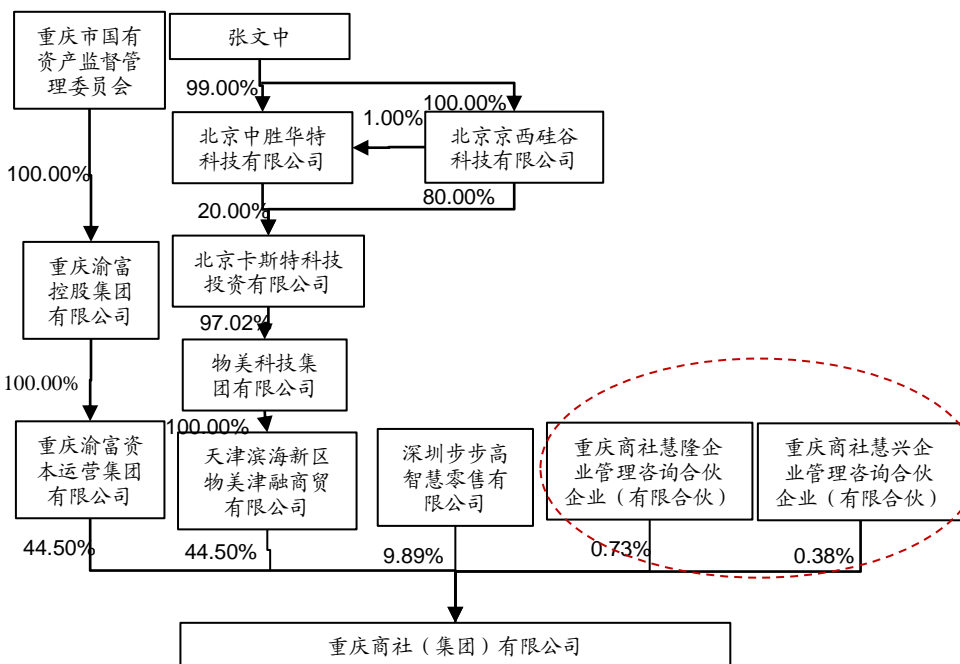 重庆市国有
资产监督管
理委员会
张文中
99.00%
100.00%
1.00%
北京中胜华特
科技有限公司
北京京西硅谷
科技有限公司
100.00%
20.00%
80.00%
重庆渝富
控股集团
有限公司
北京卡斯特科技
投资有限公司
97.02%
物美科技集
团有限公司
100.00%
100.00%
重庆渝富资
本运营集团
有限公司
天津滨海新区
物美津融商贸
有限公司
深圳步步高
智慧零售有
限公司
重庆商社慧隆企
业管理咨询合伙
企业（有限合伙）
重庆商社慧兴企
业管理咨询合伙
企业（有限合伙）
44.50%
44.50%
9.89%
0.73%
0.38%
重庆商社（集团）有限公司